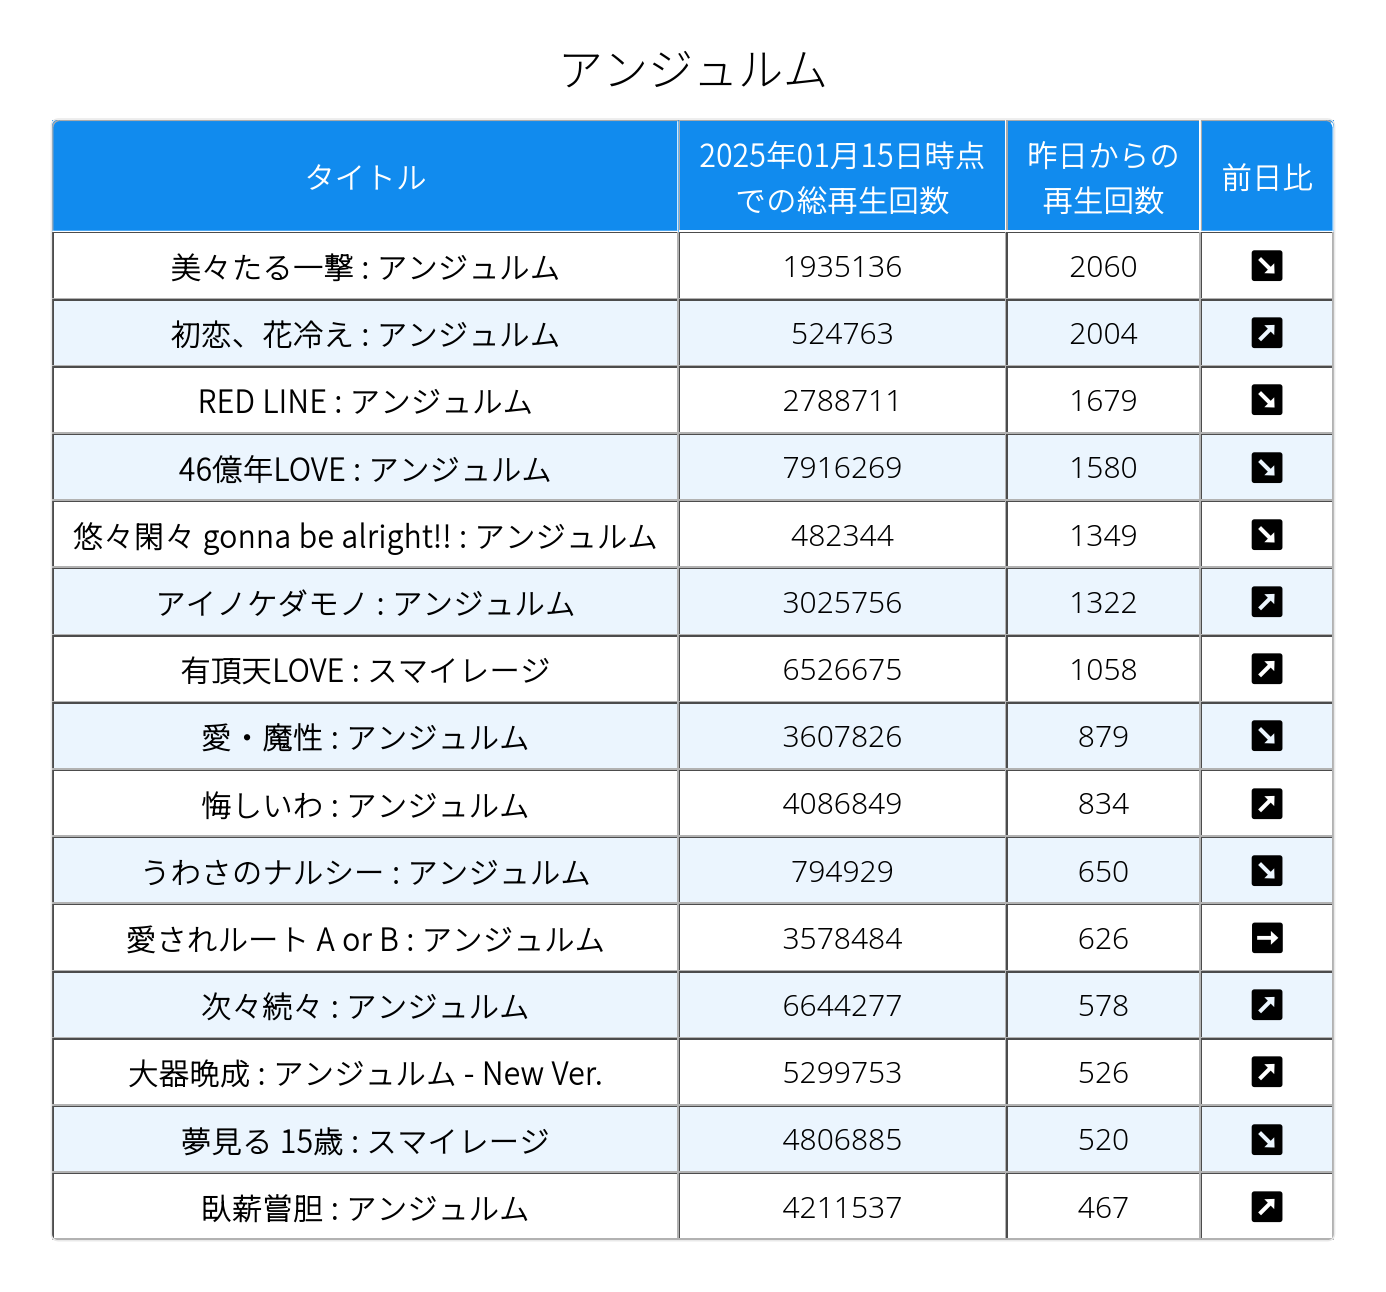 アンジュルム
タイトル 2025年01月15日時点での総再生回数 昨日からの再生回数 前日比
美々たる一撃 : アンジュルム 1935136 2060 ↘
初恋、花冷え : アンジュルム 524763 2004 ↗
RED LINE : アンジュルム 2788711 1679 ↘
46億年LOVE : アンジュルム 7916269 1580 ↘
悠々閑々 gonna be alright!! : アンジュルム 482344 1349 ↘
アイノケダモノ : アンジュルム 3025756 1322 ↗
有頂天LOVE : スマイレージ 6526675 1058 ↗
愛・魔性 : アンジュルム 3607826 879 ↘
悔しいわ : アンジュルム 4086849 834 ↗
うわさのナルシー : アンジュルム 794929 650 ↘
愛されルート A or B : アンジュルム 3578484 626 →
次々続々 : アンジュルム 6644277 578 ↗
大器晩成 : アンジュルム - New Ver. 5299753 526 ↗
夢見る 15歳 : スマイレージ 4806885 520 ↘
臥薪嘗胆 : アンジュルム 4211537 467 ↗